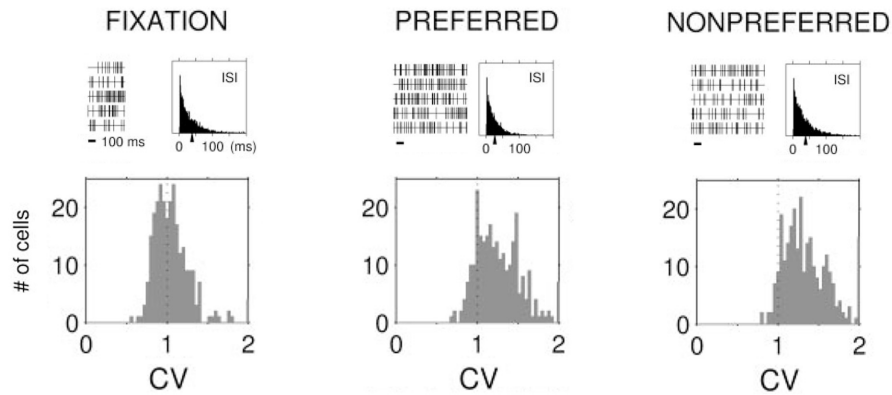 FIXATION PREFERRED NONPREFERRED
ISI ISI ISI
100 ms 0 100 (ms) 0 100 0 100
# of cells
20 20 20
10 10 10
0 0 0
0 1 2 0 1 2 0 1 2
CV CV CV